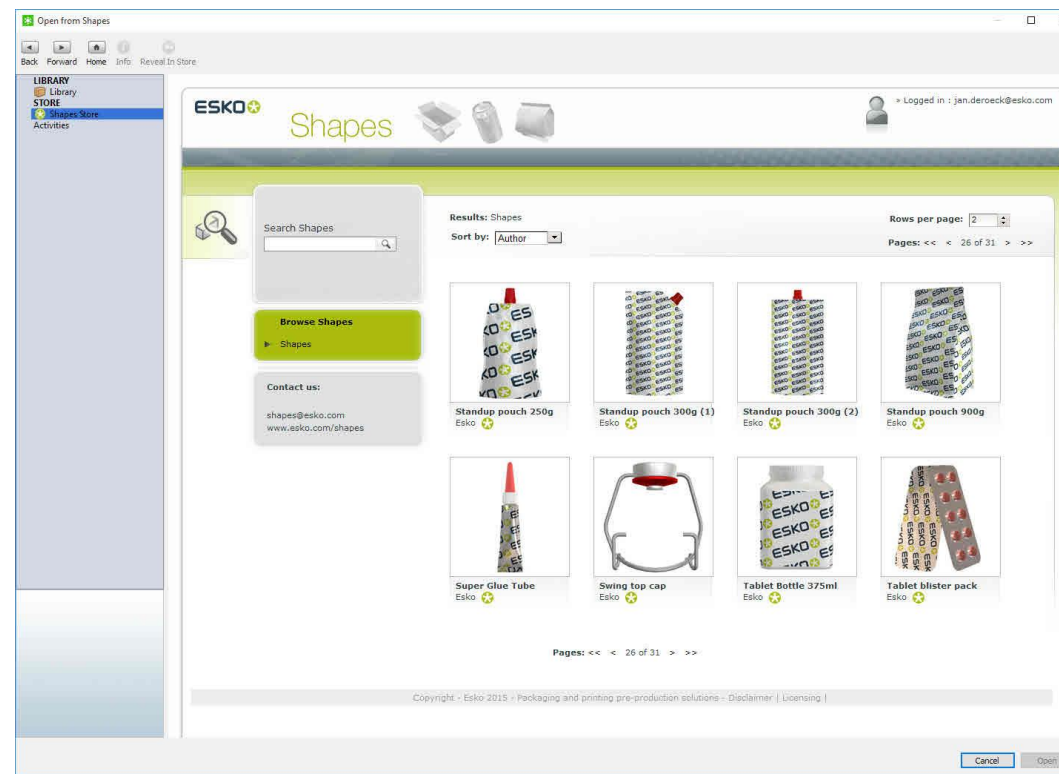 Open from Shapes
Back Forward Home Info Reveal In Store
LIBRARY
Library
STORE
Shapes Store
Activities
ESKO
Shapes
» Logged in : jan.deroeck@esko.com
Search Shapes
Results: Shapes
Sort by: Author
Rows per page: 2
Pages: << < 26 of 31 > >>
Browse Shapes
Shapes
Contact us:
shapes@esko.com
www.esko.com/shapes
Standup pouch 250g
Esko
Standup pouch 300g (1)
Esko
Standup pouch 300g (2)
Esko
Standup pouch 900g
Esko
Super Glue Tube
Esko
Swing top cap
Esko
Tablet Bottle 375ml
Esko
Tablet blister pack
Esko
Pages: << < 26 of 31 > >>
Copyright - Esko 2015 - Packaging and printing pre-production solutions - Disclaimer | Licensing |
Cancel Open